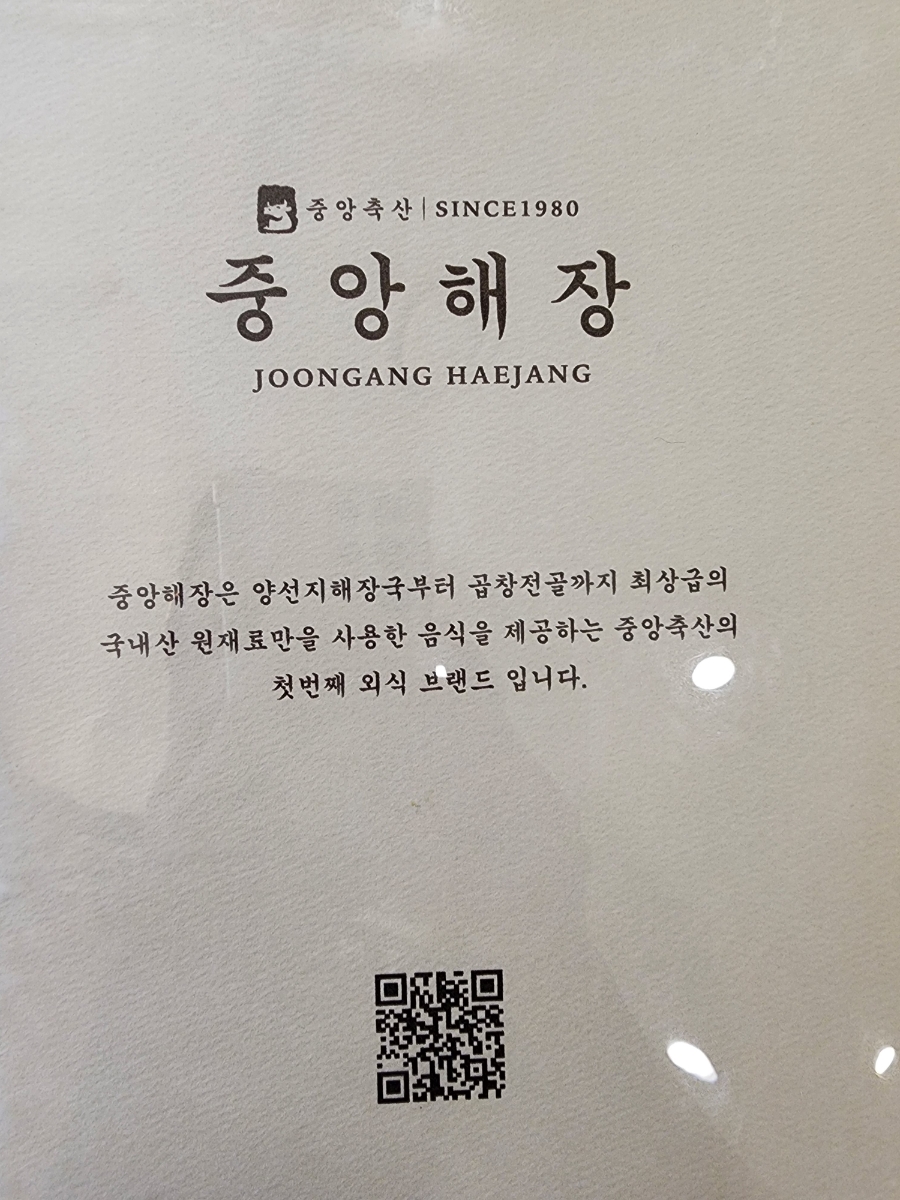 중앙축산 | SINCE1980
중앙해장
JOONGANG HAEJANG
중앙해장은 양선지해장국부터 곱창전골까지 최상급의
국내산 원재료만을 사용한 음식을 제공하는 중앙축산의
첫번째 외식 브랜드 입니다.